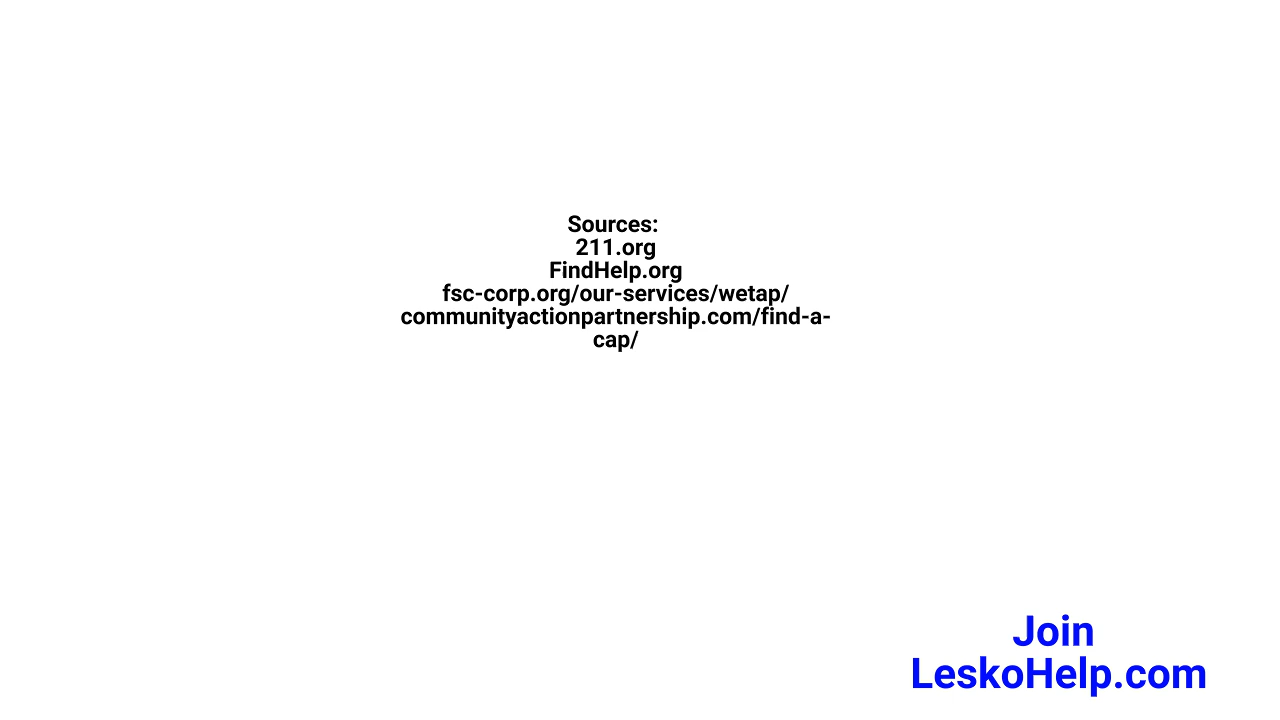 Sources:
211.org
FindHelp.org
fsc-corp.org/our-services/wetap/
communityactionpartnership.com/find-a-
cap/
Join
LeskoHelp.com